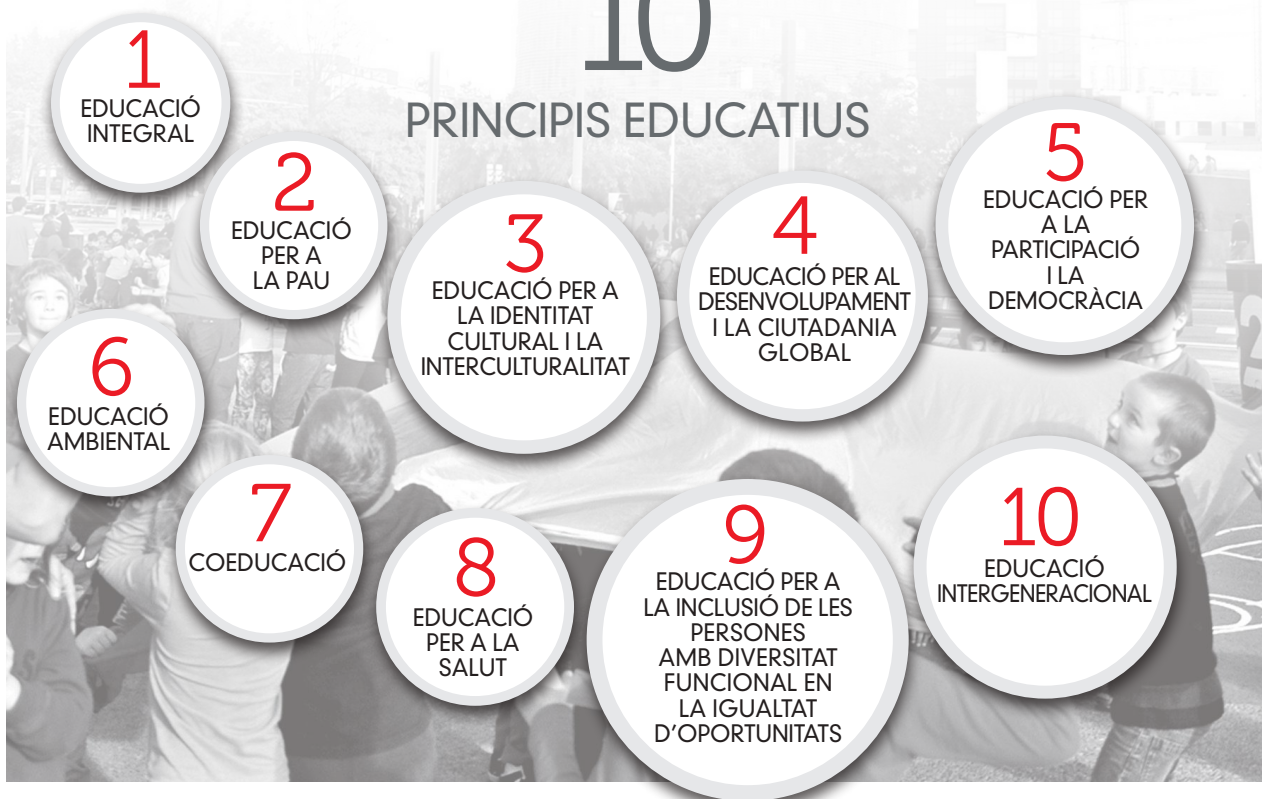 10
PRINCIPIS EDUCATIUS
1
EDUCACIÓ
INTEGRAL
2
EDUCACIÓ
PER A
LA PAU
3
EDUCACIÓ PER A
LA IDENTITAT
CULTURAL I LA
INTERCULTURALITAT
4
EDUCACIÓ PER AL
DESENVOLUPAMENT
I LA CIUTADANIA
GLOBAL
5
EDUCACIÓ PER
A LA
PARTICIPACIÓ
I LA
DEMOCRÀCIA
6
EDUCACIÓ
AMBIENTAL
7
COEDUCACIÓ
8
EDUCACIÓ
PER A LA
SALUT
9
EDUCACIÓ PER A
LA INCLUSIÓ DE LES
PERSONES
AMB DIVERSITAT
FUNCIONAL EN
LA IGUALTAT
D'OPORTUNITATS
10
EDUCACIÓ
INTERGENERACIONAL